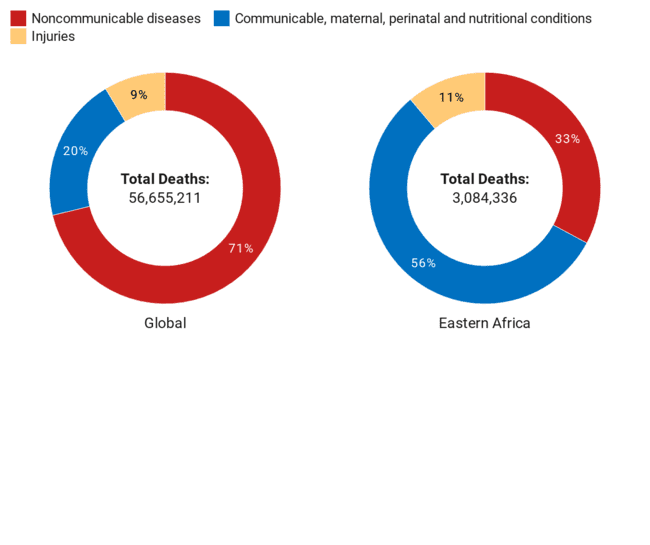 Noncommunicable diseases Communicable, maternal, perinatal and nutritional conditions
Injuries
9%
20%
71%
Total Deaths:
56,655,211
Global
11%
33%
56%
Total Deaths:
3,084,336
Eastern Africa